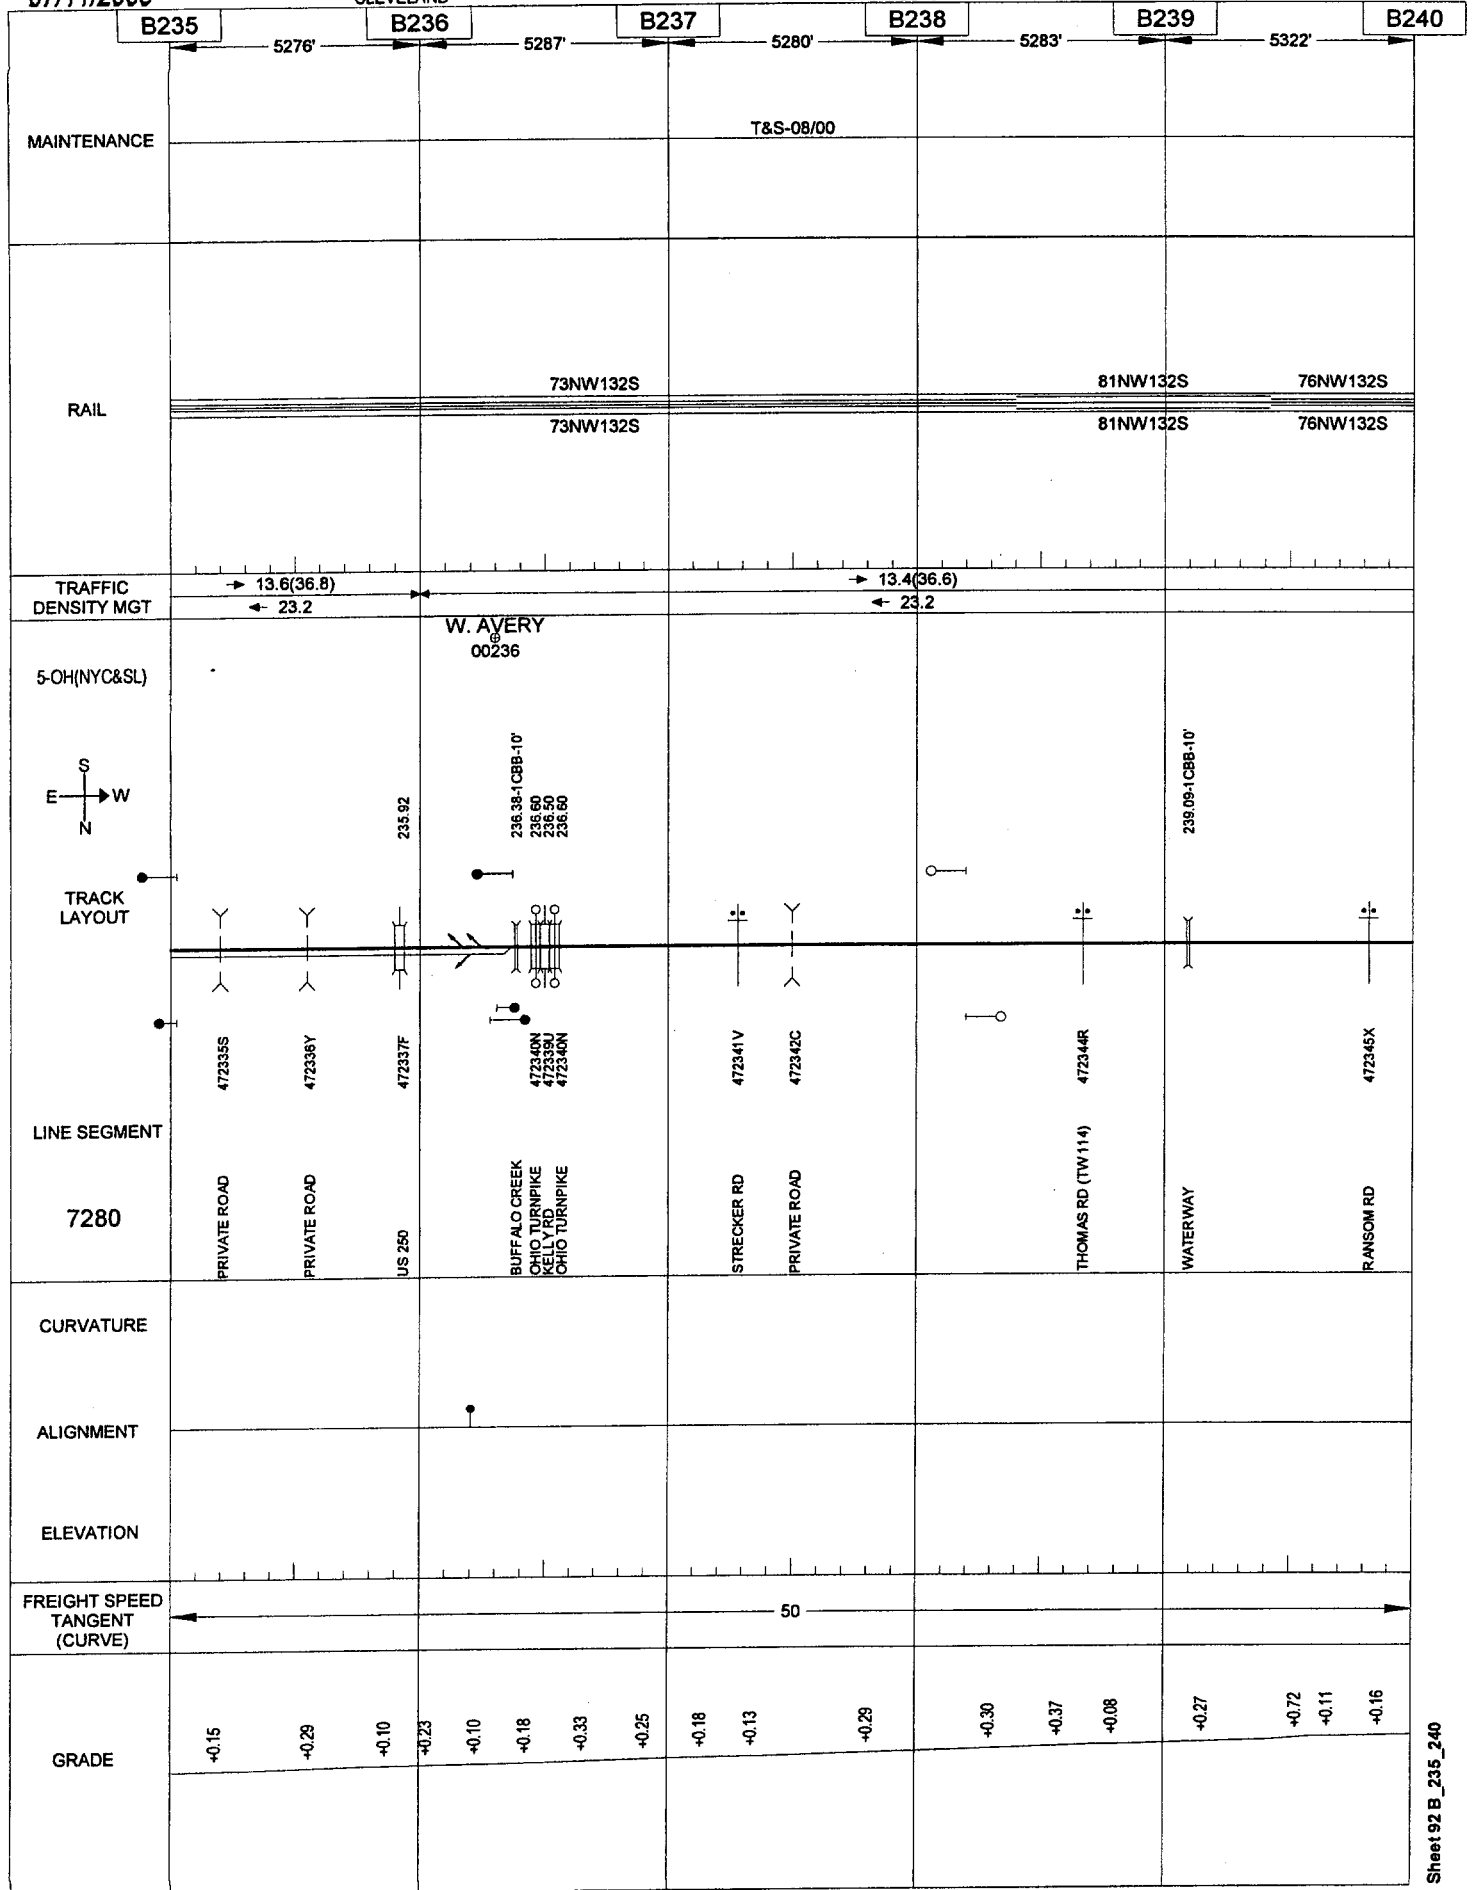 CLEVELAND
B235 B236 B237 B238 B239 B240
5276' 5287' 5280' 5283' 5322'
MAINTENANCE
T&S-08/00
73NW132S 81NW132S 76NW132S
RAIL
73NW132S 81NW132S 76NW132S
TRAFFIC
DENSITY MGT
13.6(36.8) 13.4(36.6)
23.2 23.2
W. AVERY
00236
5-OH(NYC&SL)
S
E W
N
235.92
236.38-1CBB-10'
236.60
236.50
236.60
239.09-1CBB-10'
TRACK
LAYOUT
472335S
472336Y
472337F
472340N
472339U
472340N
472341V
472342C
472344R
472345X
LINE SEGMENT
7280
PRIVATE ROAD
PRIVATE ROAD
US 250
BUFFALO CREEK
OHIO TURNPIKE
KELLY RD
OHIO TURNPIKE
STRECKER RD
PRIVATE ROAD
THOMAS RD (TW114)
WATERWAY
RANSOM RD
CURVATURE
ALIGNMENT
ELEVATION
FREIGHT SPEED
TANGENT
(CURVE)
50
GRADE
+0.15
+0.29
+0.10
+0.23
+0.10
+0.18
+0.33
+0.25
+0.18
+0.13
+0.29
+0.30
+0.37
+0.08
+0.27
+0.72
+0.11
+0.16
Sheet 92 B_235_240